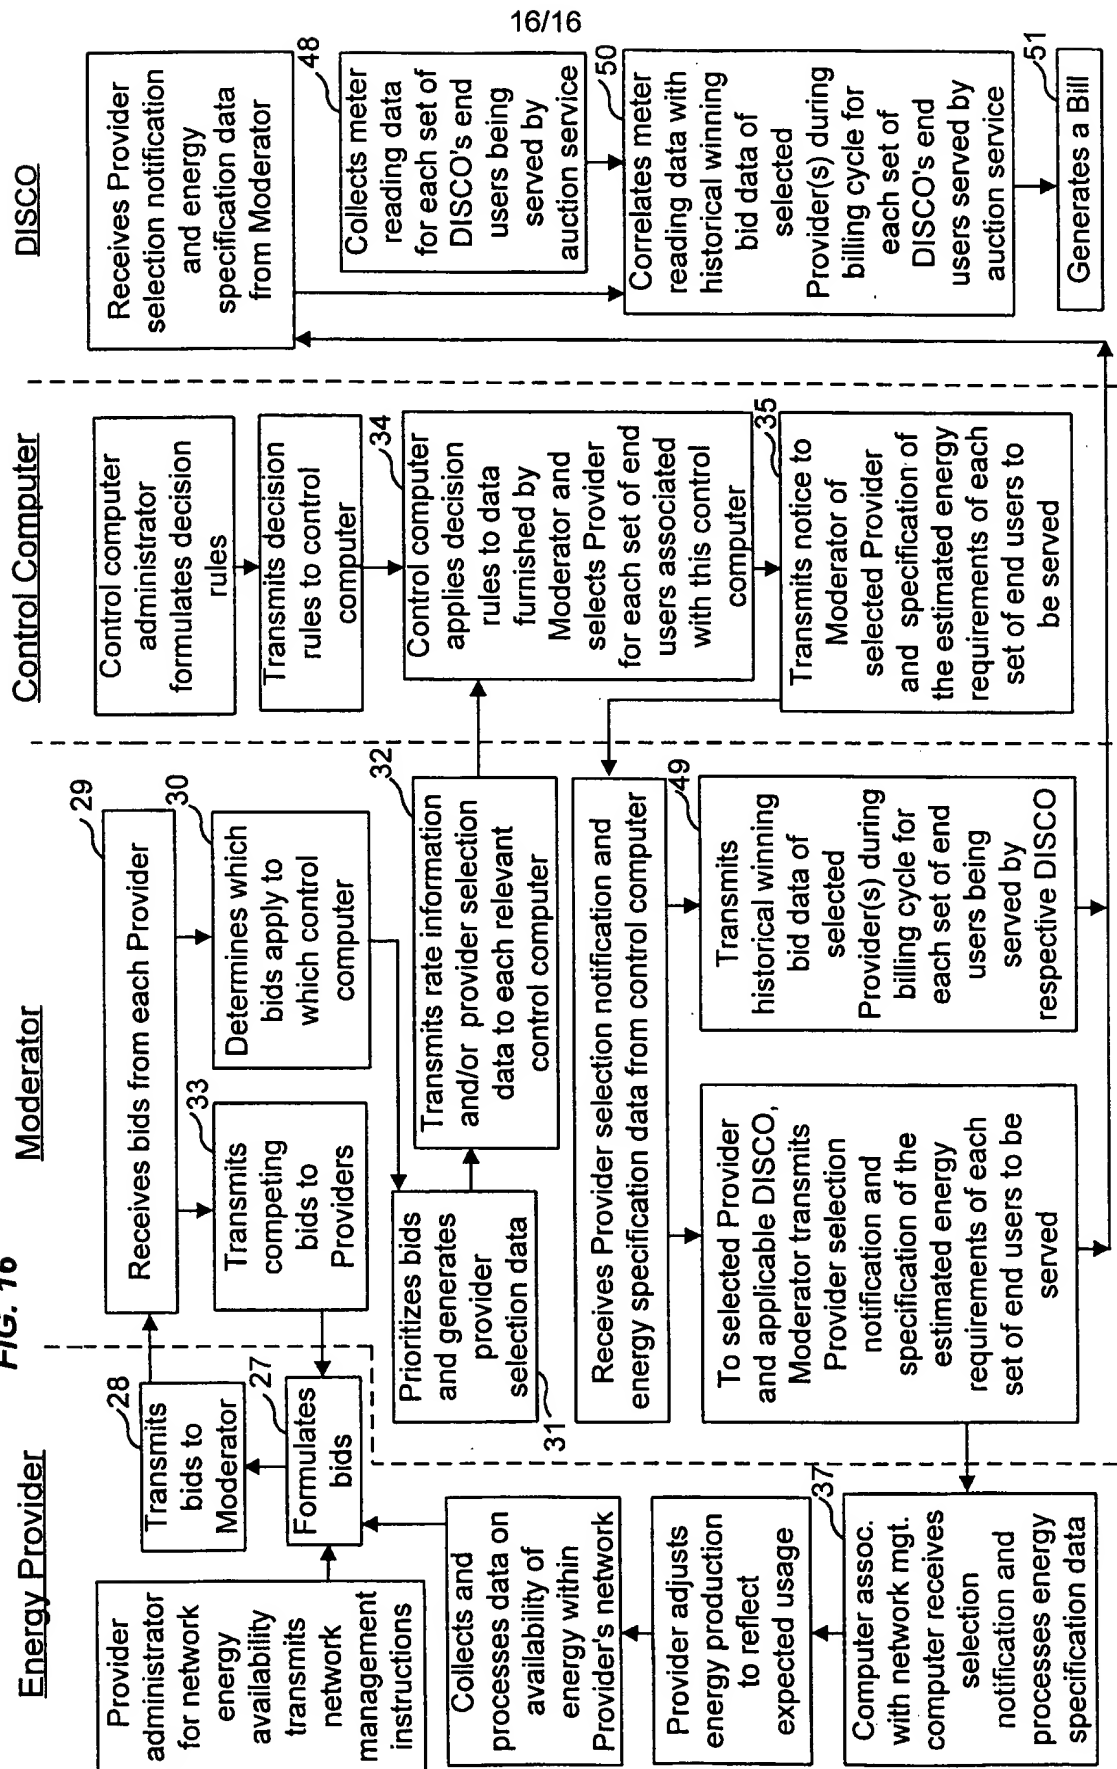 16/16
FIG. 16
Energy Provider
Provider
administrator
for network
energy
availability
transmits
network
management
instructions
28
Transmits
bids to
Moderator
27
Formulates
bids
Collects and
processes data on
availability of
energy within
Provider's network
Provider adjusts
energy production
to reflect
expected usage
37
Computer assoc.
with network mgt.
computer receives
selection
notification and
processes energy
specification data
Moderator
29
Receives bids from each Provider
33
Transmits
competing
bids to
Providers
30
Determines which
bids apply to
which control
computer
31
Prioritizes bids
and generates
provider
selection data
32
Transmits rate information
and/or provider selection
data to each relevant
control computer
Receives Provider selection notification and
energy specification data from control computer
To selected Provider
and applicable DISCO,
Moderator transmits
Provider selection
notification and
specification of the
estimated energy
requirements of each
set of end users to be
served
49
Transmits
historical winning
bid data of
selected
Provider(s) during
billing cycle for
each set of end
users being
served by
respective DISCO
Control Computer
Control computer
administrator
formulates decision
rules
Transmits decision
rules to control
computer
34
Control computer
applies decision
rules to data
furnished by
Moderator and
selects Provider
for each set of end
users associated
with this control
computer
35
Transmits notice to
Moderator of
selected Provider
and specification of
the estimated energy
requirements of each
set of end users to
be served
DISCO
Receives Provider
selection notification
and energy
specification data
from Moderator
48
Collects meter
reading data
for each set of
DISCO's end
users being
served by
auction service
50
Correlates meter
reading data with
historical winning
bid data of
selected
Provider(s) during
billing cycle for
each set of
DISCO's end
users served by
auction service
51
Generates a Bill